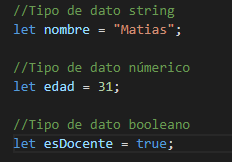 //Tipo de dato string
let nombre = "Matias";
//Tipo de dato númerico
let edad = 31;
//Tipo de dato booleano
let esDocente = true;